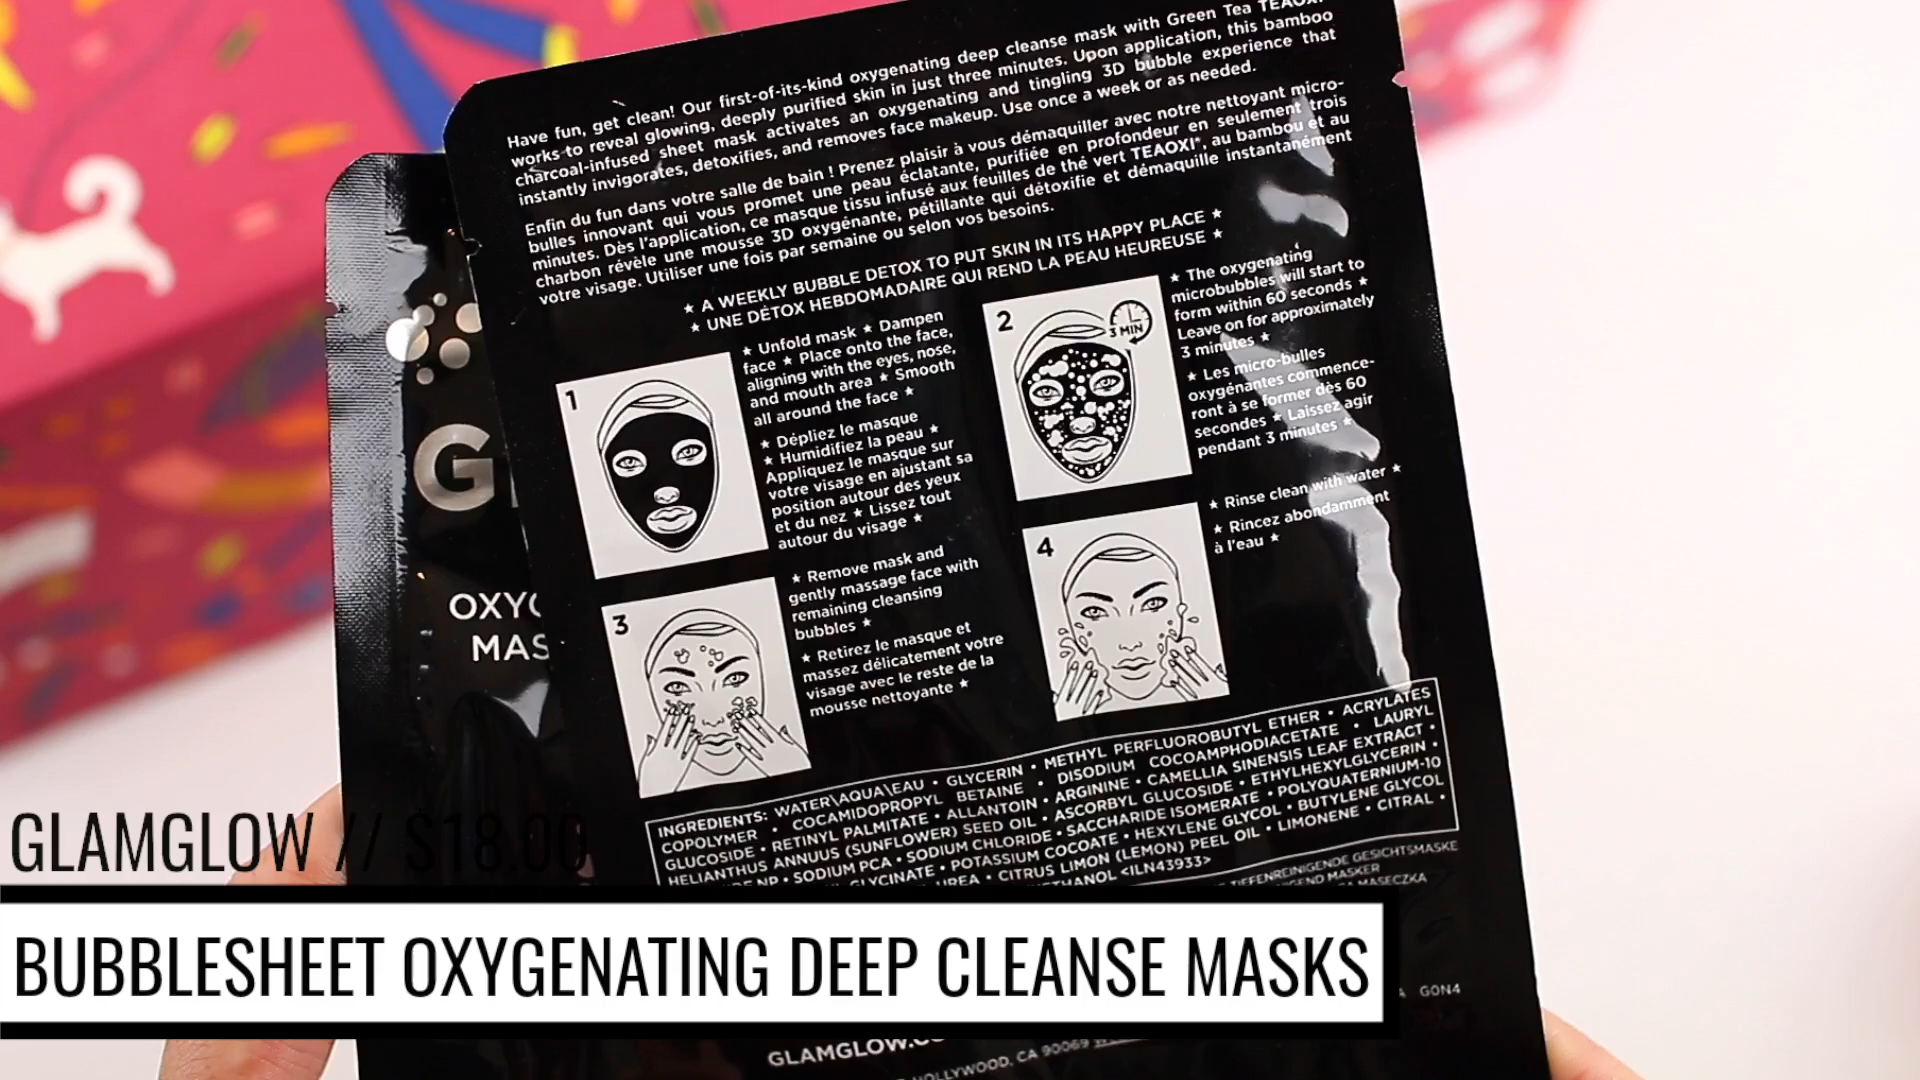 Have fun, get clean! Our first-of-its-kind oxygenating deep cleanse mask with Green Tea TEAOXI
works to reveal glowing, deeply purified skin in just three minutes. Upon application, this bamboo
charcoal-infused sheet mask activates an oxygenating and tingling 3D bubble experience that
instantly invigorates, detoxifies, and removes face makeup. Use once a week or as needed.
Enfin du fun dans votre salle de bain ! Prenez plaisir à vous démaquiller avec notre nettoyant micro-
bulles innovant qui vous promet une peau éclatante, purifiée en profondeur en seulement trois
minutes. Dès l'application, ce masque tissu infusé aux feuilles de thé vert TEAOXI, au bambou et au
charbon révèle une mousse 3D oxygénante, pétillante qui détoxifie et démaquille instantanément
votre visage. Utiliser une fois par semaine ou selon vos besoins.
★ A WEEKLY BUBBLE DETOX TO PUT SKIN IN ITS HAPPY PLACE ★
★ UNE DÉTOX HEBDOMADAIRE QUI REND LA PEAU HEUREUSE ★
1
★ Unfold mask ★ Dampen
face ★ Place onto the face,
aligning with the eyes, nose,
and mouth area ★ Smooth
all around the face ★
★ Dépliez le masque
★ Humidifiez la peau ★
Appliquez le masque sur
votre visage en ajustant sa
position autour des yeux
et du nez ★ Lissez tout
autour du visage ★
2
3 MIN
★ The oxygenating
microbubbles will start to
form within 60 seconds ★
Leave on for approximately
3 minutes ★
★ Les micro-bulles
oxygénantes commence-
ront à se former dès 60
secondes ★ Laissez agir
pendant 3 minutes ★
3
★ Remove mask and
gently massage face with
remaining cleansing
bubbles ★
★ Retirez le masque et
massez délicatement votre
visage avec le reste de la
mousse nettoyante ★
4
★ Rinse clean with water ★
★ Rincez abondamment
à l'eau ★
INGREDIENTS: WATER\AQUA\EAU • GLYCERIN • METHYL PERFLUOROBUTYL ETHER • ACRYLATES
COPOLYMER • COCAMIDOPROPYL BETAINE • DISODIUM COCOAMPHODIACETATE • LAURYL
GLUCOSIDE • RETINYL PALMITATE • ALLANTOIN • ARGININE • CAMELLIA SINENSIS LEAF EXTRACT •
HELIANTHUS ANNUUS (SUNFLOWER) SEED OIL • ASCORBYL GLUCOSIDE • ETHYLHEXYLGLYCERIN •
NP • SODIUM PCA • SODIUM CHLORIDE • SACCHARIDE ISOMERATE • POLYQUATERNIUM-10
GLYCINATE • POTASSIUM COCOATE • HEXYLENE GLYCOL • BUTYLENE GLYCOL
UREA • CITRUS LIMON (LEMON) PEEL OIL • LIMONENE • CITRAL •
<ILN43933>
TIEFENREINIGENDE GESICHTSMASKE
MASKER
MASECZKA
G
OXY
MAS
GLAMGLOW // $18.00
BUBBLESHEET OXYGENATING DEEP CLEANSE MASKS
GON4
GLAMGLOW.C
HOLLYWOOD, CA 90069